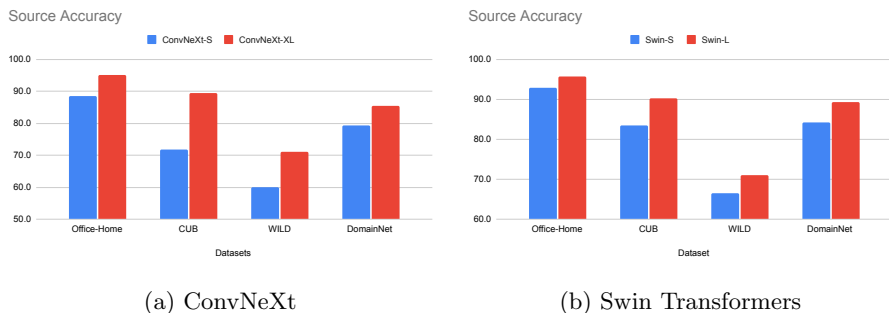 Source Accuracy
ConvNeXt-S ConvNeXt-XL
100.0
90.0
80.0
70.0
60.0
50.0
Office-Home CUB WILD DomainNet
Datasets
(a) ConvNeXt
Source Accuracy
Swin-S Swin-L
100.0
90.0
80.0
70.0
60.0
Office-Home CUB WILD DomainNet
Dataset
(b) Swin Transformers